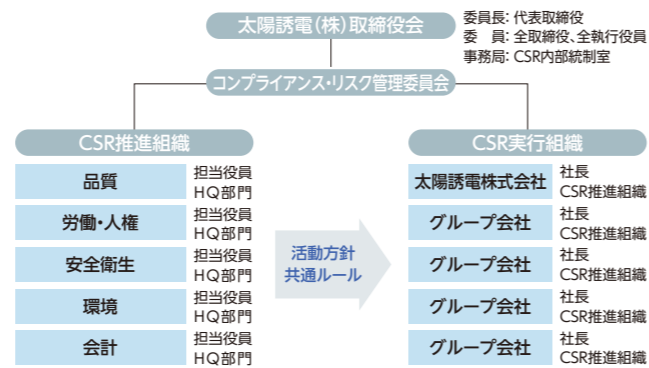 太陽誘電(株)取締役会
委員長: 代表取締役
委　員: 全取締役、全執行役員
事務局: CSR内部統制室
コンプライアンス・リスク管理委員会
CSR推進組織
品質
担当役員
HQ部門
労働・人権
担当役員
HQ部門
安全衛生
担当役員
HQ部門
環境
担当役員
HQ部門
会計
担当役員
HQ部門
活動方針
共通ルール
CSR実行組織
太陽誘電株式会社
社長
CSR推進組織
グループ会社
社長
CSR推進組織
グループ会社
社長
CSR推進組織
グループ会社
社長
CSR推進組織
グループ会社
社長
CSR推進組織